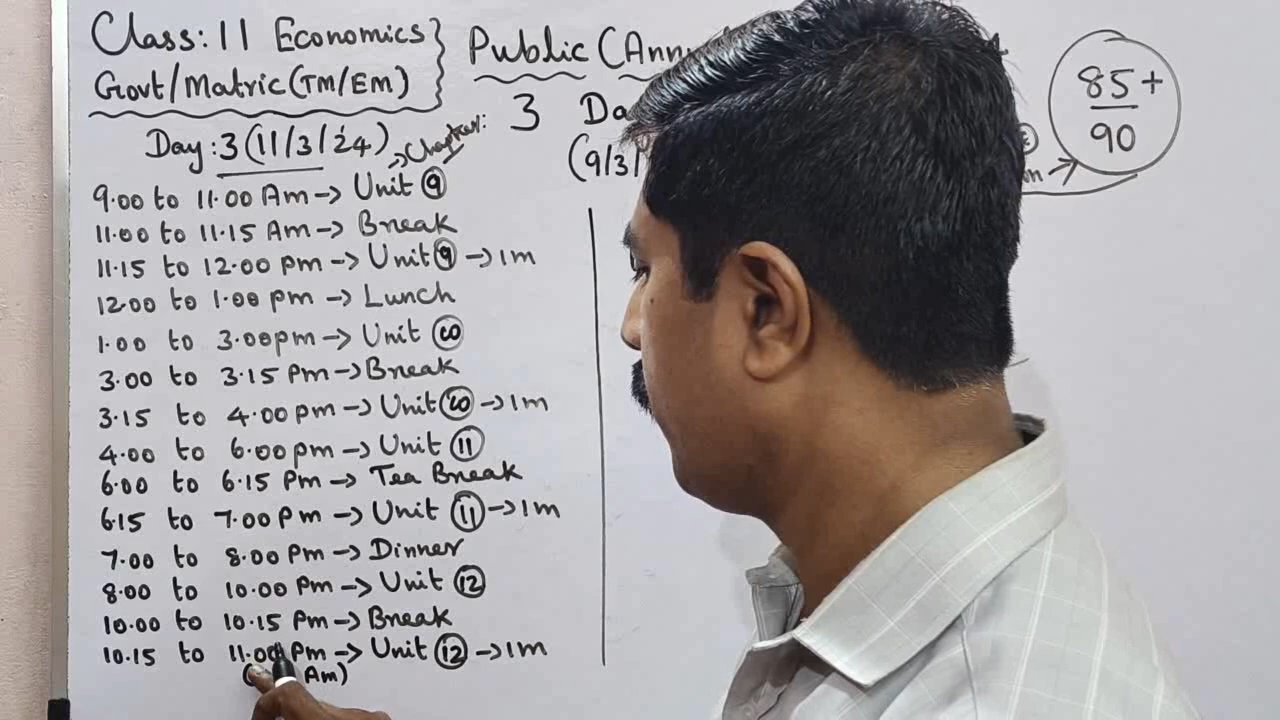 Class: 11 Economics
Govt/Matric(TM/EM)
Public (Ann
3 Da
(9/3/
85+
90
Day: 3 (11/3/24)
→ Chapter:
9.00 to 11.00 Am → Unit 9
11.00 to 11.15 Am → Break
11.15 to 12.00 pm → Unit 9 → 1m
12.00 to 1.00 pm → Lunch
1.00 to 3.00pm → Unit 10
3.00 to 3.15 Pm → Break
3.15 to 4.00 pm → Unit 10 → 1m
4.00 to 6.00 pm → Unit 11
6.00 to 6.15 Pm → Tea Break
6.15 to 7.00 Pm → Unit 11 → 1m
7.00 to 8.00 Pm → Dinner
8.00 to 10.00 Pm → Unit 12
10.00 to 10.15 Pm → Break
10.15 to 11.00 Pm → Unit 12 → 1m
Am)